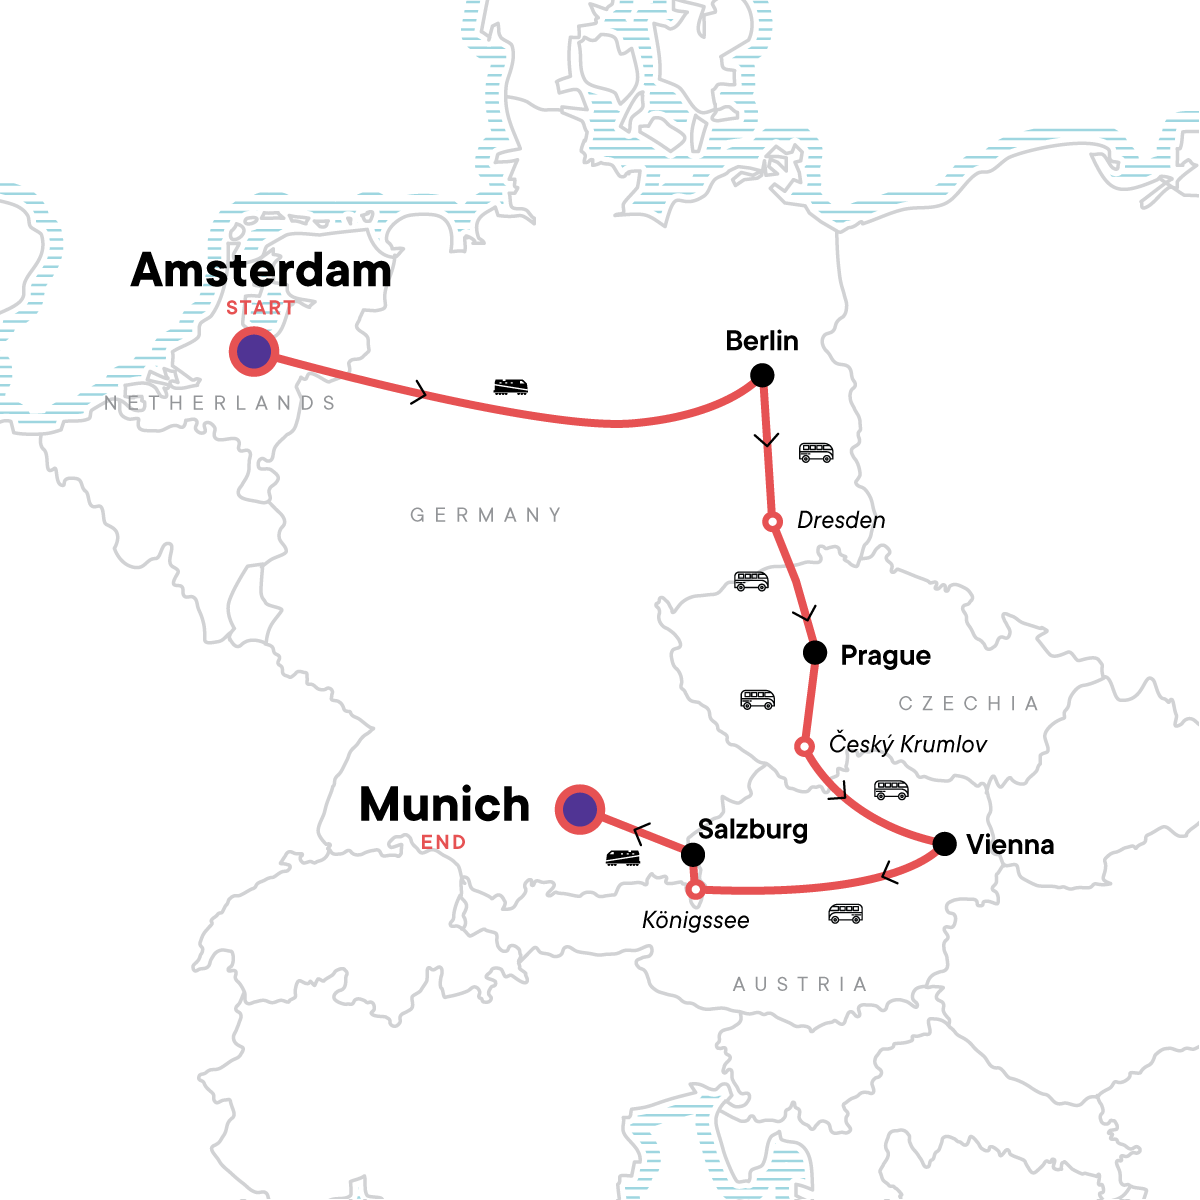 Amsterdam
START
NETHERLANDS
Berlin
GERMANY
Dresden
Prague
CZECHIA
Český Krumlov
Munich
END
Salzburg
Vienna
Königssee
AUSTRIA